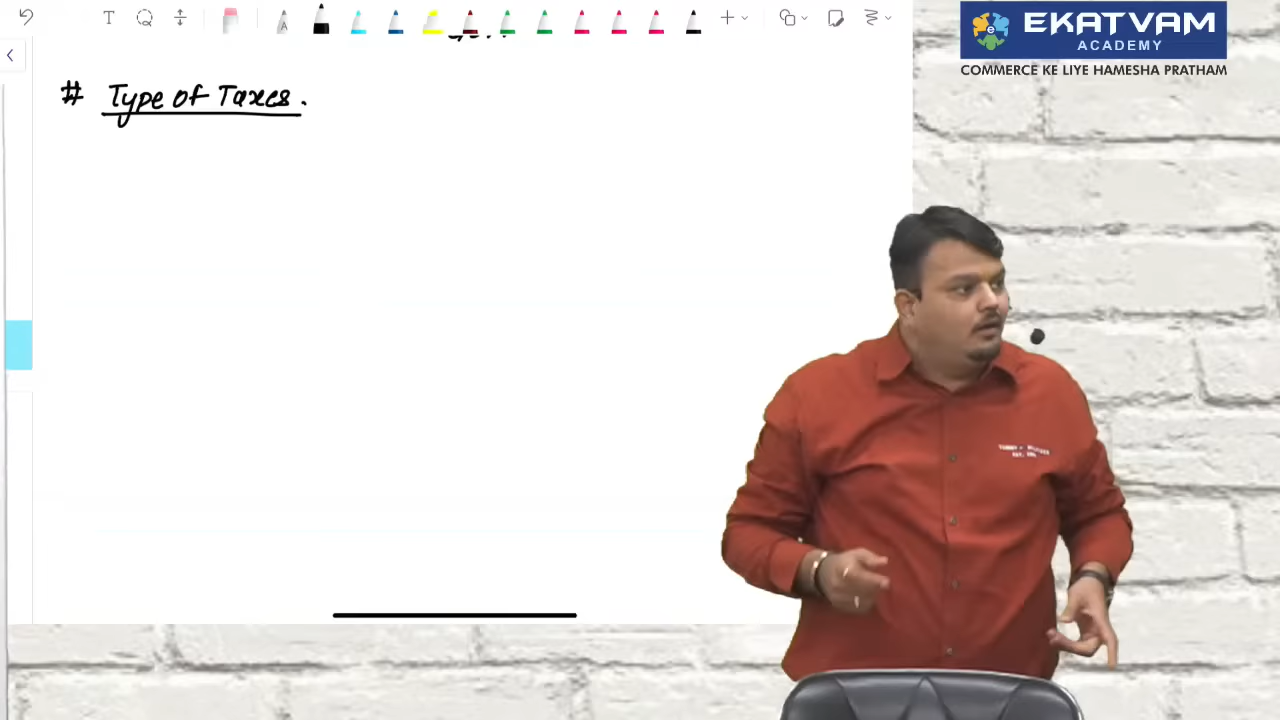 EKATVAM
ACADEMY
COMMERCE KE LIYE HAMESHA PRATHAM
# Type of Taxes.